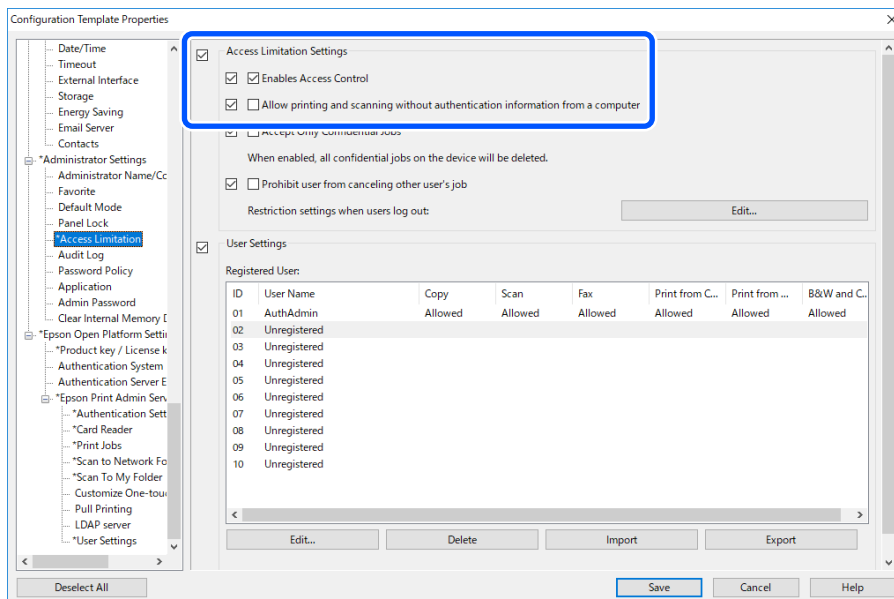 Configuration Template Properties
Date/Time
Timeout
External Interface
Storage
Energy Saving
Email Server
Contacts
*Administrator Settings
Administrator Name/Co
Favorite
Default Mode
Panel Lock
*Access Limitation
Audit Log
Password Policy
Application
Admin Password
Clear Internal Memory D
*Epson Open Platform Settin
*Product key / License k
Authentication System
Authentication Server E
*Epson Print Admin Serv
*Authentication Sett
*Card Reader
*Print Jobs
*Scan to Network Fo
*Scan To My Folder
Customize One-touc
Pull Printing
LDAP server
*User Settings
Access Limitation Settings
Enables Access Control
Allow printing and scanning without authentication information from a computer
Accept Only Confidential Jobs
When enabled, all confidential jobs on the device will be deleted.
Prohibit user from canceling other user's job
Restriction settings when users log out:
Edit...
User Settings
Registered User:
ID User Name Copy Scan Fax Print from C... Print from ... B&W and C..
01 AuthAdmin Allowed Allowed Allowed Allowed Allowed Allowed
02 Unregistered
03 Unregistered
04 Unregistered
05 Unregistered
06 Unregistered
07 Unregistered
08 Unregistered
09 Unregistered
10 Unregistered
Edit... Delete Import Export
Deselect All Save Cancel Help